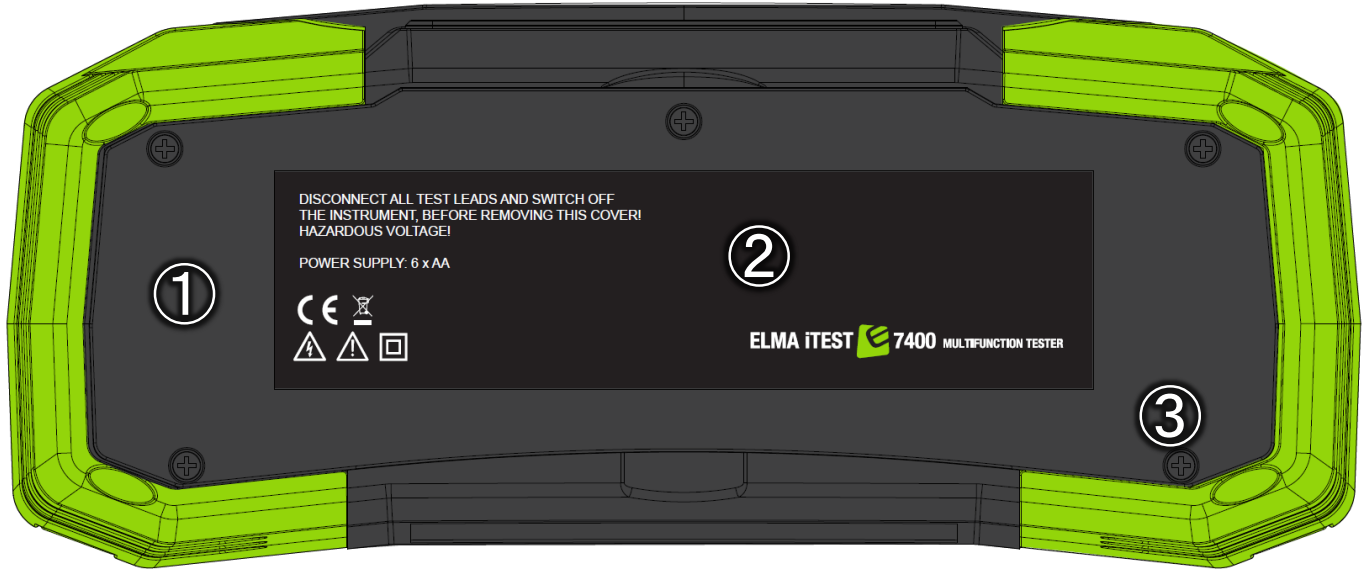 DISCONNECT ALL TEST LEADS AND SWITCH OFF
THE INSTRUMENT, BEFORE REMOVING THIS COVER!
HAZARDOUS VOLTAGE!
POWER SUPPLY: 6 x AA
①
②
CE
ELMA iTEST 7400 MULTIFUNCTION TESTER
③